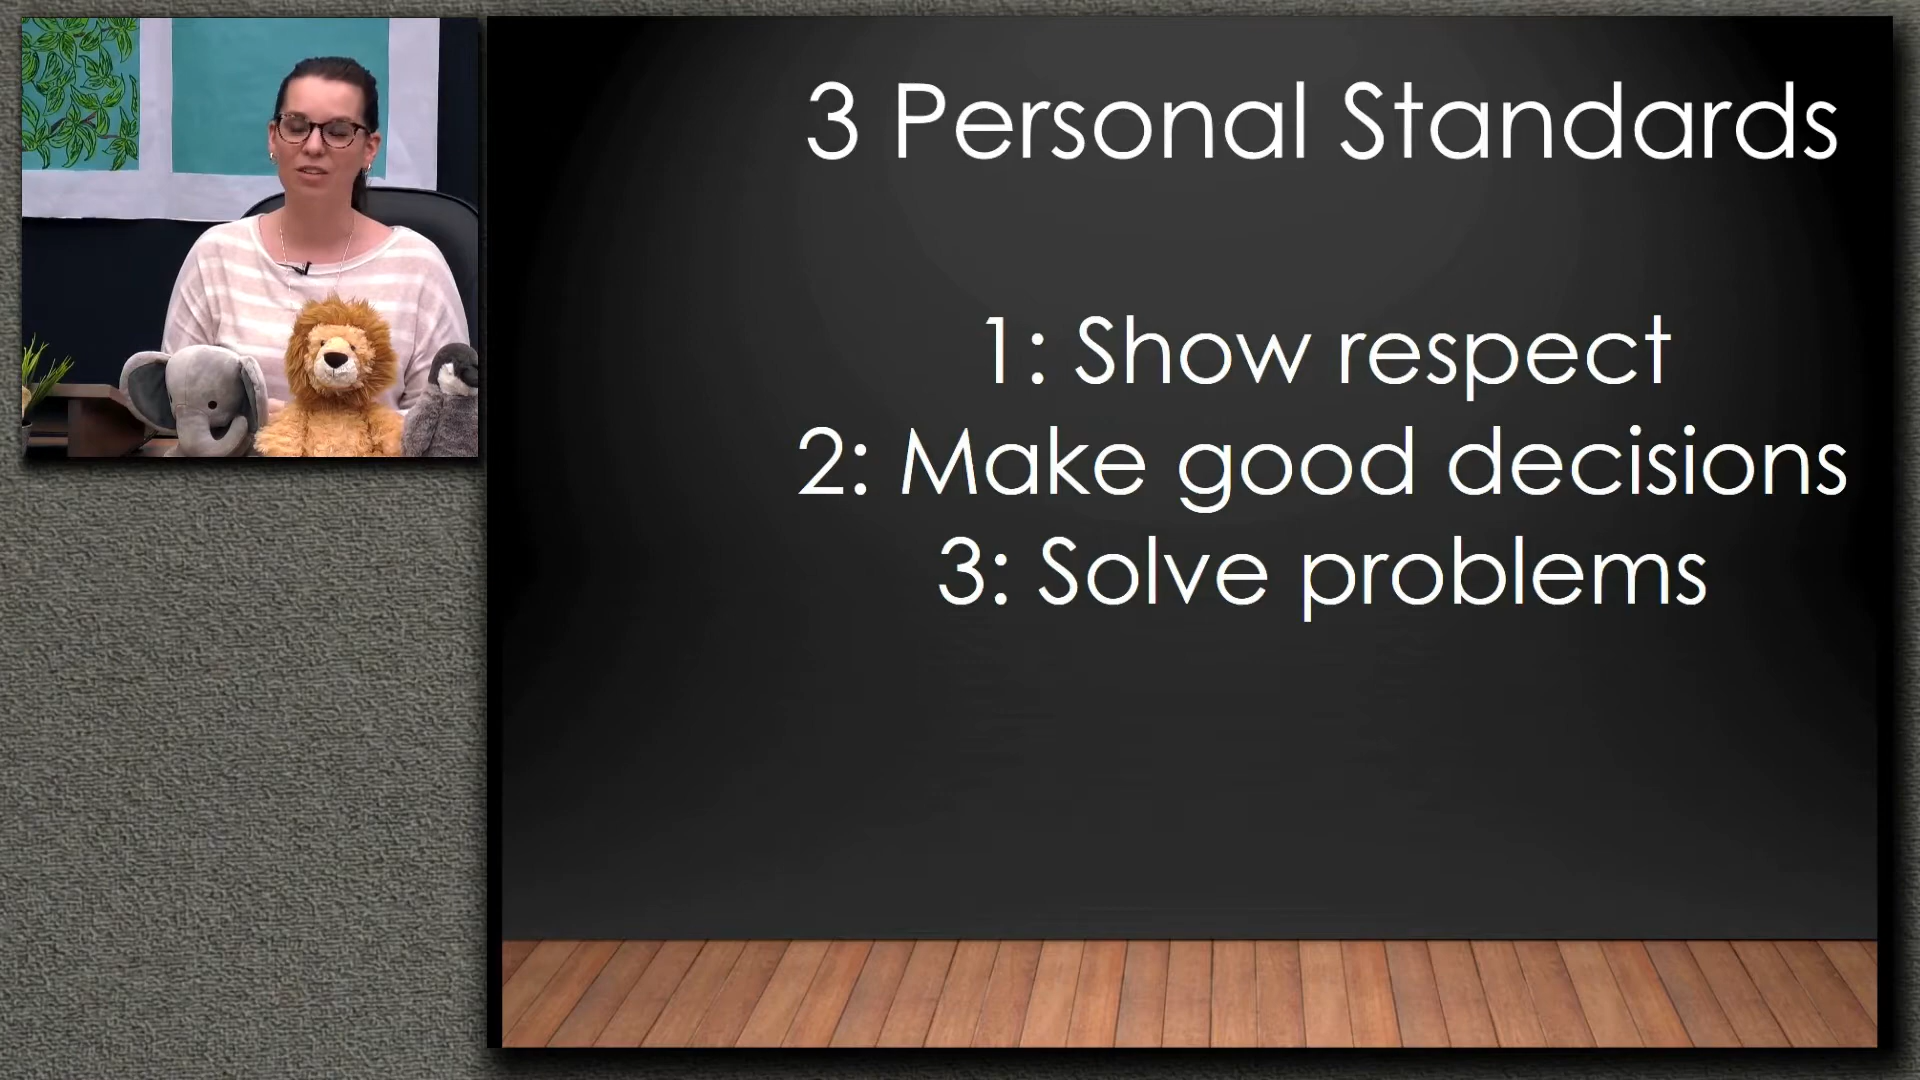 3 Personal Standards
1: Show respect
2: Make good decisions
3: Solve problems